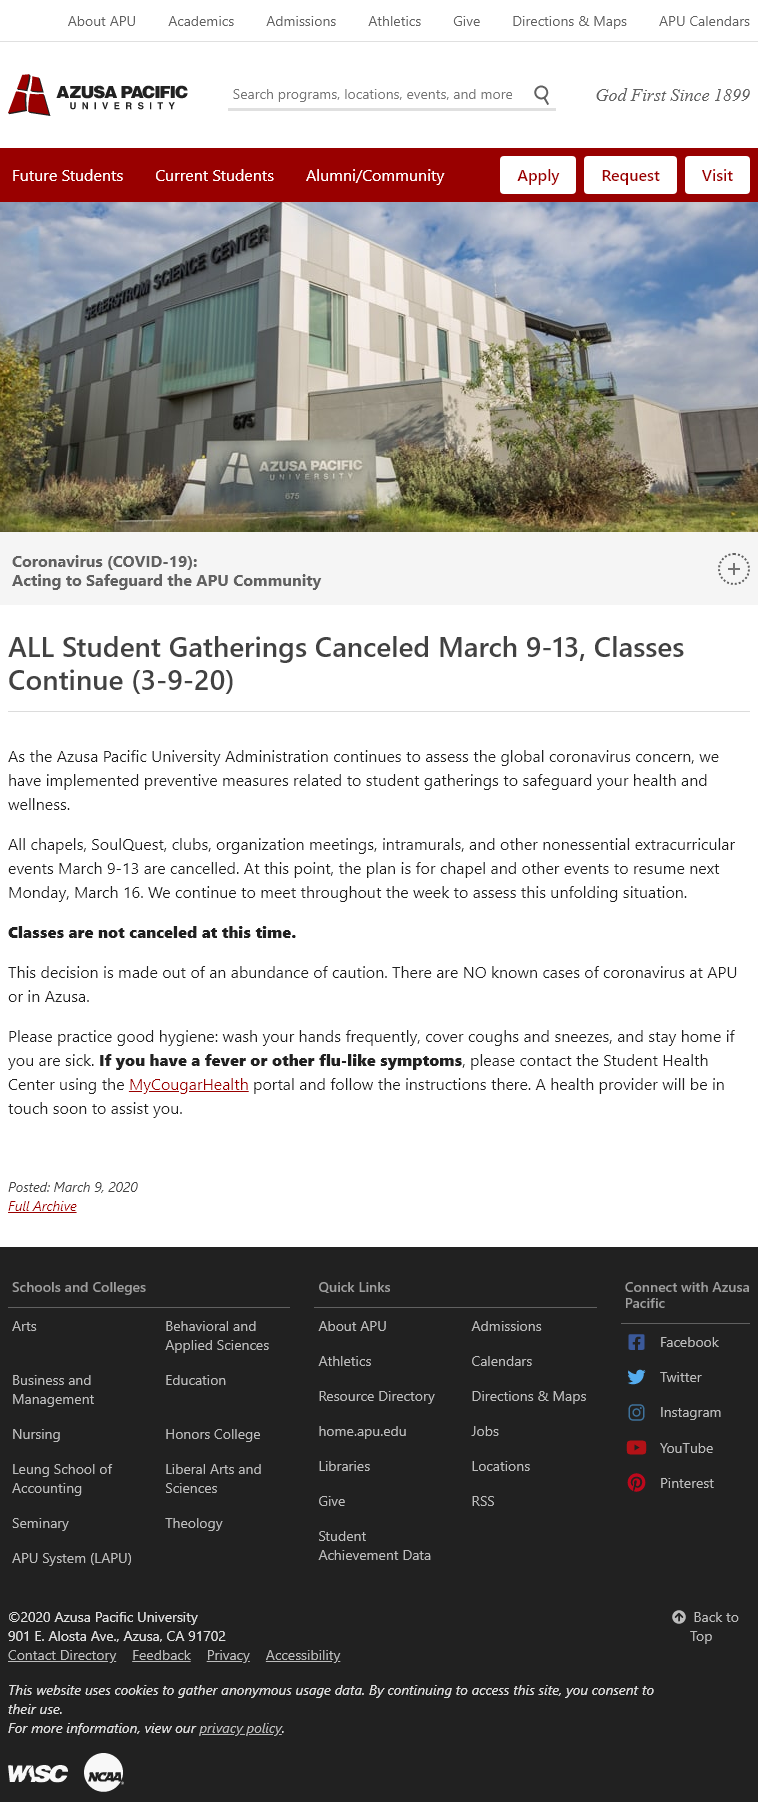 About APU Academics Admissions Athletics Give Directions & Maps APU Calendars
AZUSA PACIFIC
UNIVERSITY
Search programs, locations, events, and more
God First Since 1899
Future Students Current Students Alumni/Community Apply Request Visit
SEGERSTROM SCIENCE CENTER
675
AZUSA PACIFIC
UNIVERSITY
675
Coronavirus (COVID-19):
Acting to Safeguard the APU Community
ALL Student Gatherings Canceled March 9-13, Classes
Continue (3-9-20)
As the Azusa Pacific University Administration continues to assess the global coronavirus concern, we
have implemented preventive measures related to student gatherings to safeguard your health and
wellness.
All chapels, SoulQuest, clubs, organization meetings, intramurals, and other nonessential extracurricular
events March 9-13 are cancelled. At this point, the plan is for chapel and other events to resume next
Monday, March 16. We continue to meet throughout the week to assess this unfolding situation.
Classes are not canceled at this time.
This decision is made out of an abundance of caution. There are NO known cases of coronavirus at APU
or in Azusa.
Please practice good hygiene: wash your hands frequently, cover coughs and sneezes, and stay home if
you are sick. If you have a fever or other flu-like symptoms, please contact the Student Health
Center using the MyCougarHealth portal and follow the instructions there. A health provider will be in
touch soon to assist you.
Posted: March 9, 2020
Full Archive
Schools and Colleges
Arts
Behavioral and
Applied Sciences
Business and
Management
Education
Nursing
Honors College
Leung School of
Accounting
Liberal Arts and
Sciences
Seminary
Theology
APU System (LAPU)
Quick Links
About APU
Admissions
Athletics
Calendars
Resource Directory
Directions & Maps
home.apu.edu
Jobs
Libraries
Locations
Give
RSS
Student
Achievement Data
Connect with Azusa
Pacific
Facebook
Twitter
Instagram
YouTube
Pinterest
©2020 Azusa Pacific University
901 E. Alosta Ave., Azusa, CA 91702
Contact Directory Feedback Privacy Accessibility
Back to
Top
This website uses cookies to gather anonymous usage data. By continuing to access this site, you consent to
their use.
For more information, view our privacy policy.
WASC
NCAA